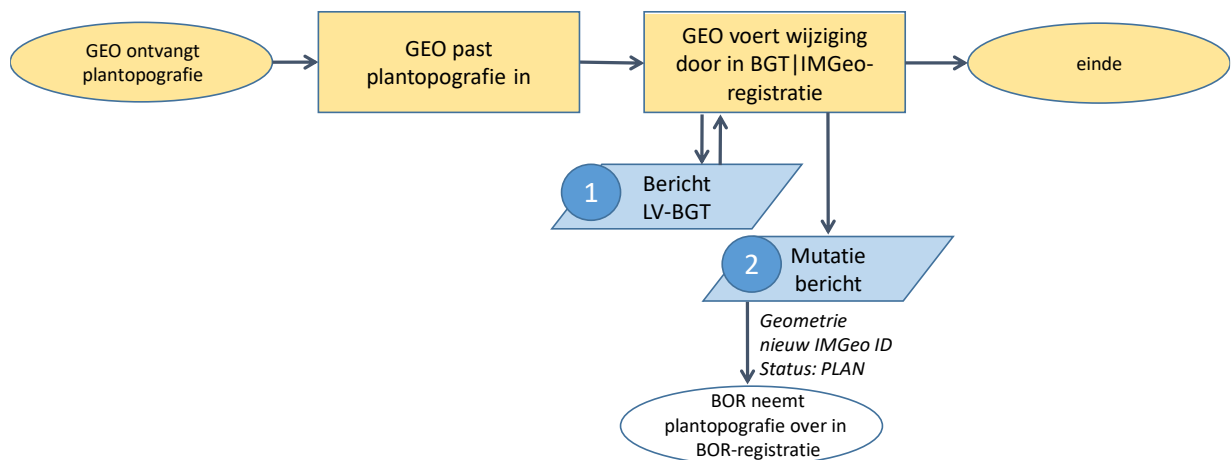 GEO ontvangt
plantopografie
GEO past
plantopografie in
GEO voert wijziging
door in BGT|IMGeo-
registratie
einde
1
Bericht
LV-BGT
2
Mutatie
bericht
Geometrie
nieuw IMGeo ID
Status: PLAN
BOR neemt
plantopografie over in
BOR-registratie